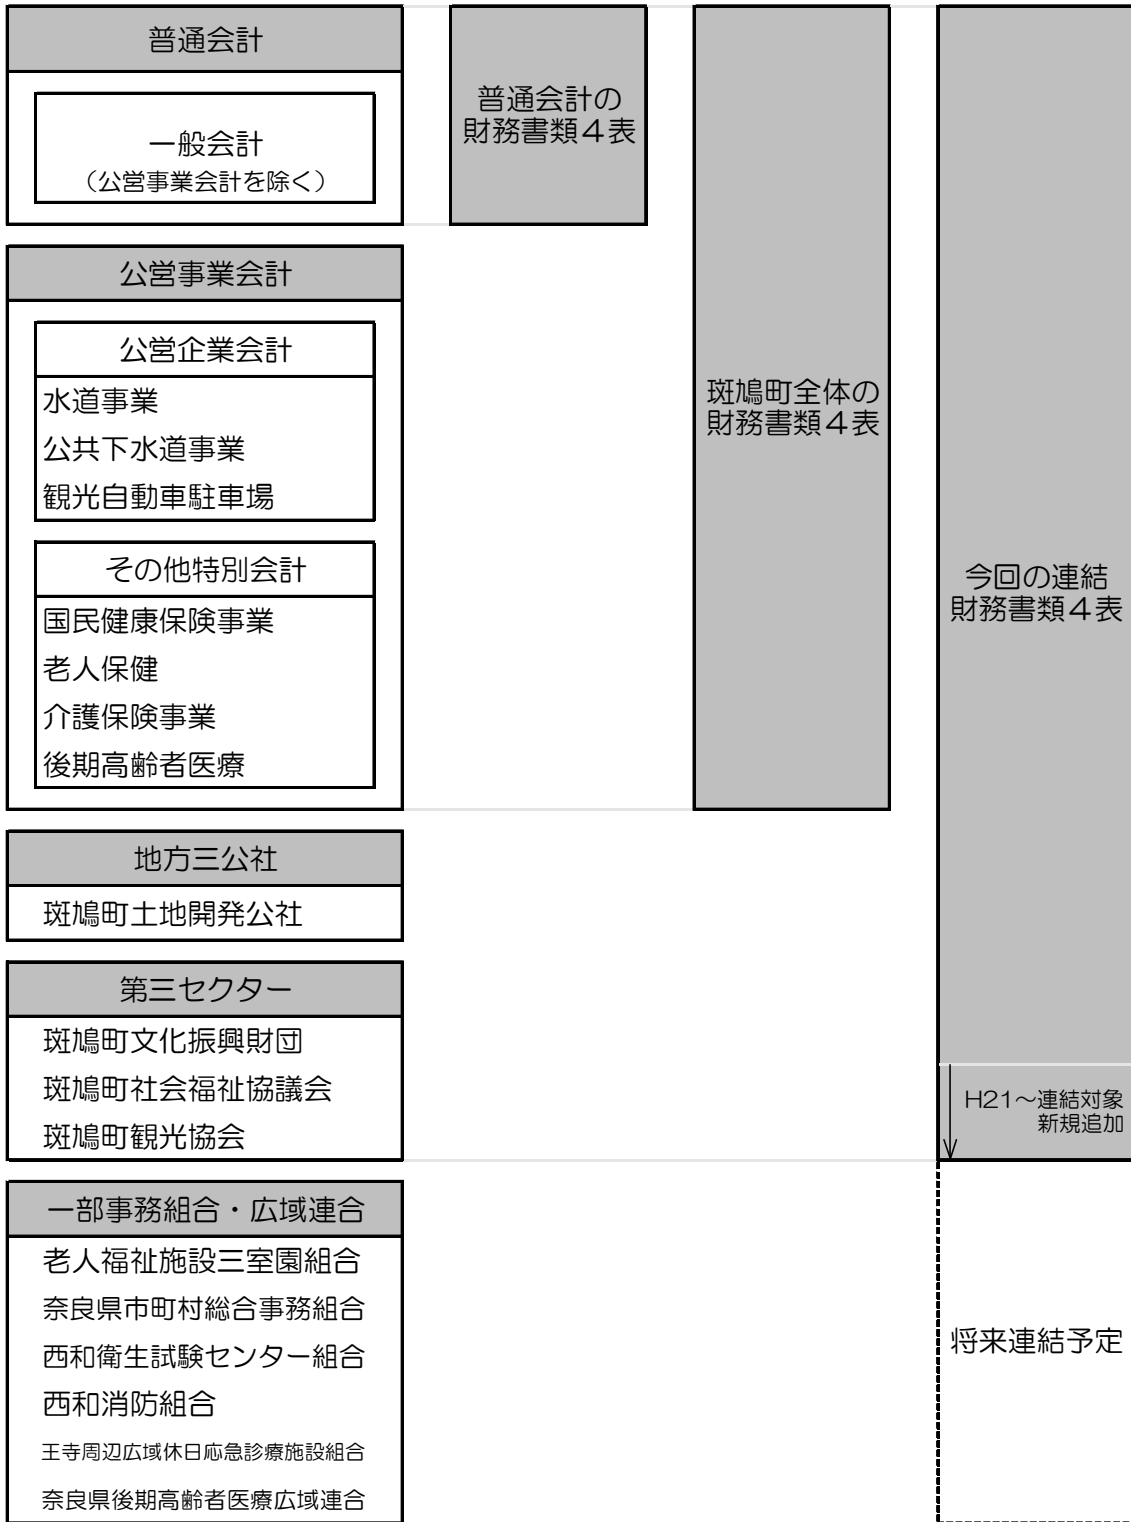 普通会計
一般会計
（公営事業会計を除く）
普通会計の
財務書類４表
公営事業会計
公営企業会計
水道事業
公共下水道事業
観光自動車駐車場
その他特別会計
国民健康保険事業
老人保健
介護保険事業
後期高齢者医療
斑鳩町全体の
財務書類４表
今回の連結
財務書類４表
地方三公社
斑鳩町土地開発公社
第三セクター
斑鳩町文化振興財団
斑鳩町社会福祉協議会
斑鳩町観光協会
H21～連結対象
新規追加
一部事務組合・広域連合
老人福祉施設三室園組合
奈良県市町村総合事務組合
西和衛生試験センター組合
西和消防組合
王寺周辺広域休日応急診療施設組合
奈良県後期高齢者医療広域連合
将来連結予定